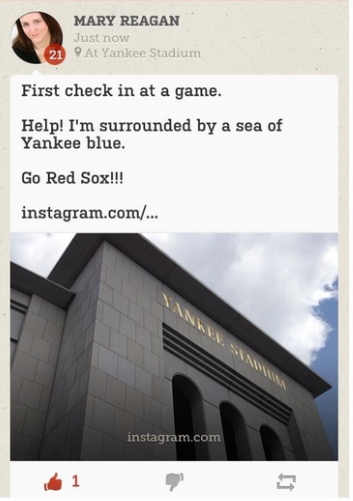 MARY REAGAN
Just now
At Yankee Stadium
21
First check in at a game.
Help! I'm surrounded by a sea of
Yankee blue.
Go Red Sox!!!
instagram.com/...
YANKEE STADIUM
instagram.com
1